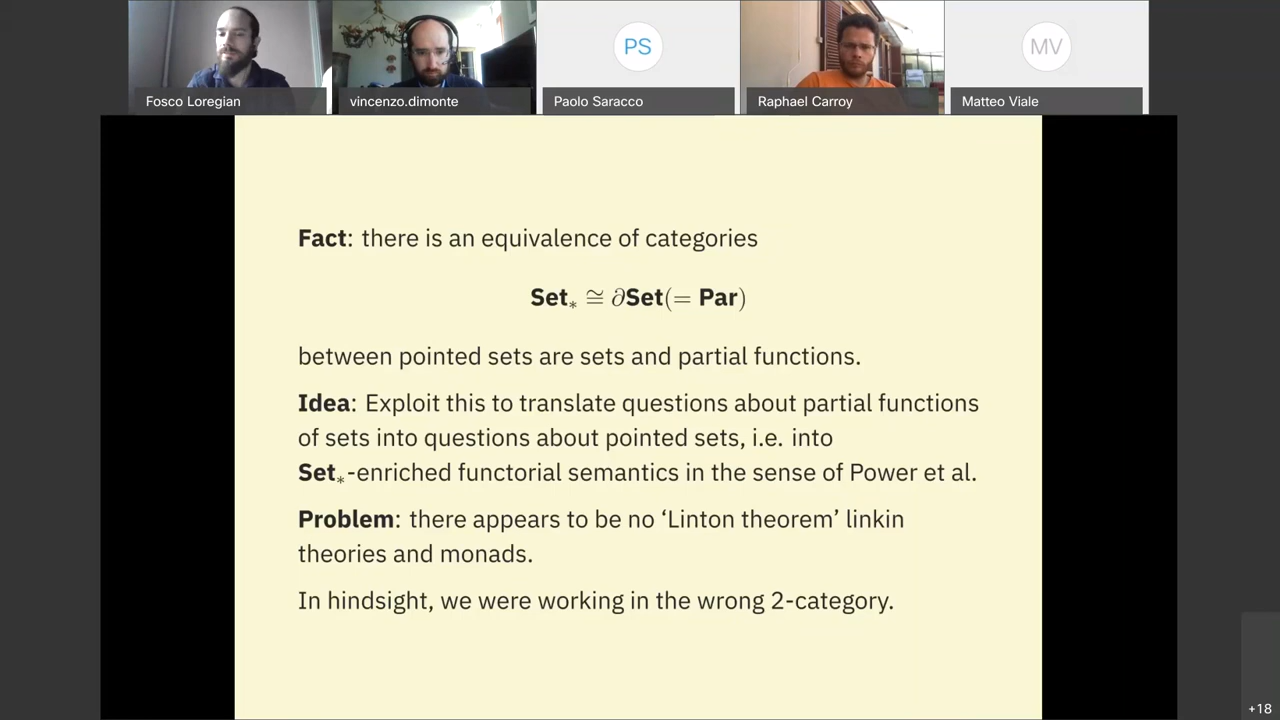 Fosco Loregian
vincenzo.dimonte
PS
Paolo Saracco
Raphael Carroy
MV
Matteo Viale
Fact: there is an equivalence of categories
Set∗ ≅ ∂Set(= Par)
between pointed sets are sets and partial functions.
Idea: Exploit this to translate questions about partial functions
of sets into questions about pointed sets, i.e. into
Set∗-enriched functorial semantics in the sense of Power et al.
Problem: there appears to be no ‘Linton theorem’ linkin
theories and monads.
In hindsight, we were working in the wrong 2-category.
+18